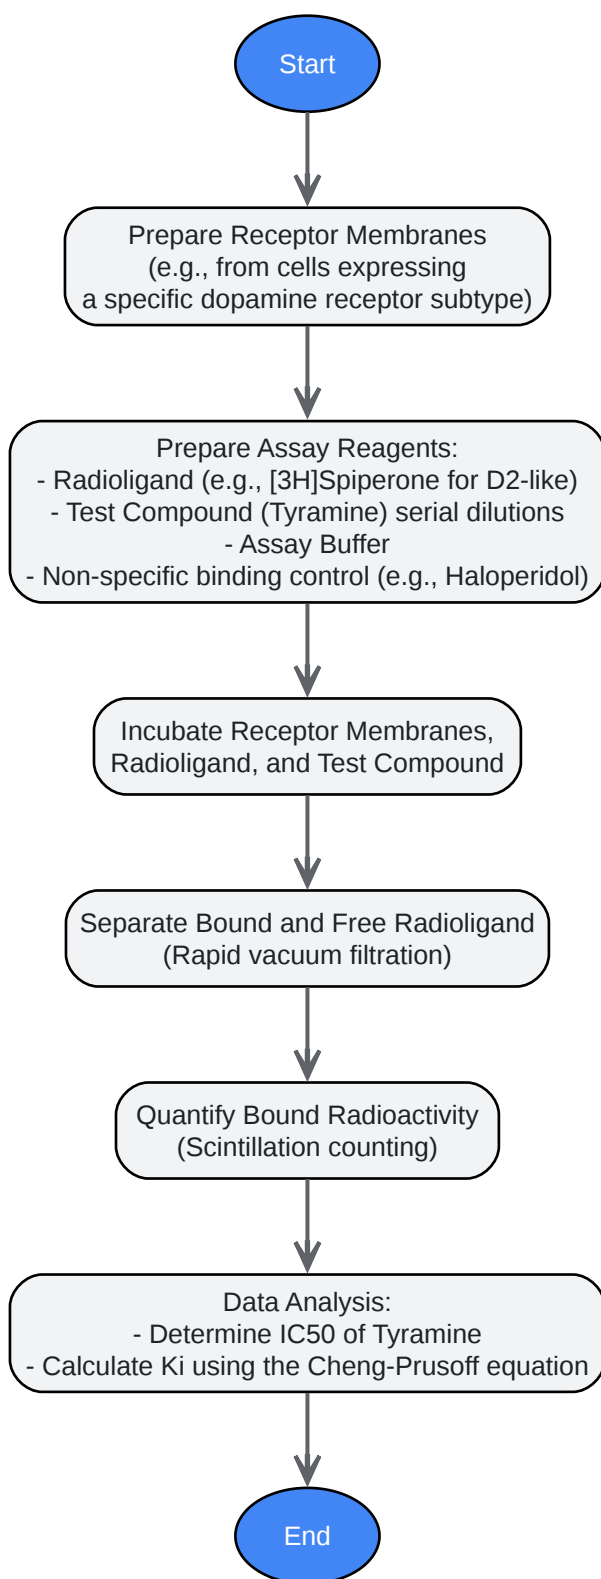 Start
Prepare Receptor Membranes
(e.g., from cells expressing
a specific dopamine receptor subtype)
Prepare Assay Reagents:
- Radioligand (e.g., [3H]Spiperone for D2-like)
- Test Compound (Tyramine) serial dilutions
- Assay Buffer
- Non-specific binding control (e.g., Haloperidol)
Incubate Receptor Membranes,
Radioligand, and Test Compound
Separate Bound and Free Radioligand
(Rapid vacuum filtration)
Quantify Bound Radioactivity
(Scintillation counting)
Data Analysis:
- Determine IC50 of Tyramine
- Calculate Ki using the Cheng-Prusoff equation
End